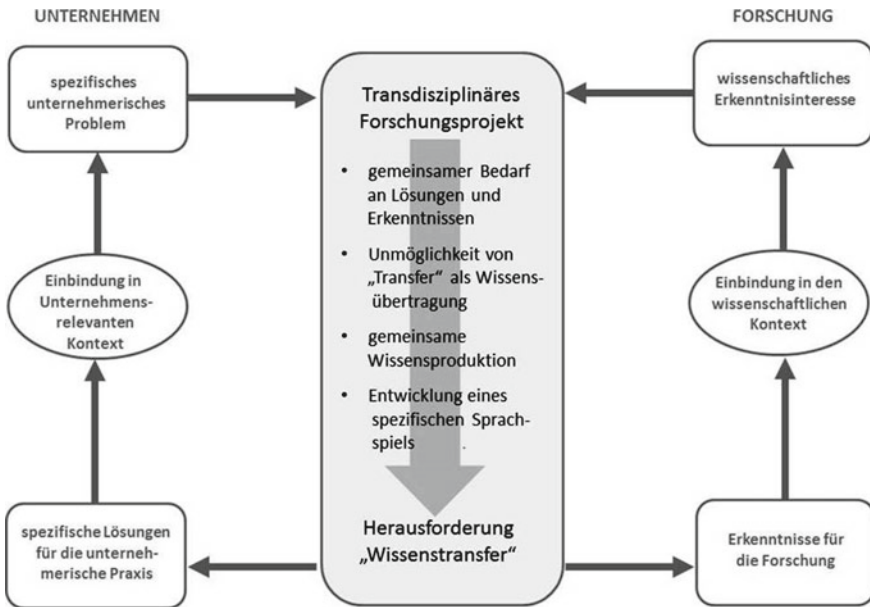 UNTERNEHMEN
FORSCHUNG
spezifisches
unternehmerisches
Problem
Einbindung in
Unternehmens-
relevanten
Kontext
spezifische Lösungen
für die unterneh-
merische Praxis
Transdisziplinäres
Forschungsprojekt
• gemeinsamer Bedarf
an Lösungen und
Erkenntnissen
• Unmöglichkeit von
„Transfer“ als Wissens-
übertragung
• gemeinsame
Wissensproduktion
• Entwicklung eines
spezifischen Sprach-
spiels .
Herausforderung
„Wissenstransfer“
wissenschaftliches
Erkenntnisinteresse
Einbindung in den
wissenschaftlichen
Kontext
Erkenntnisse für
die Forschung